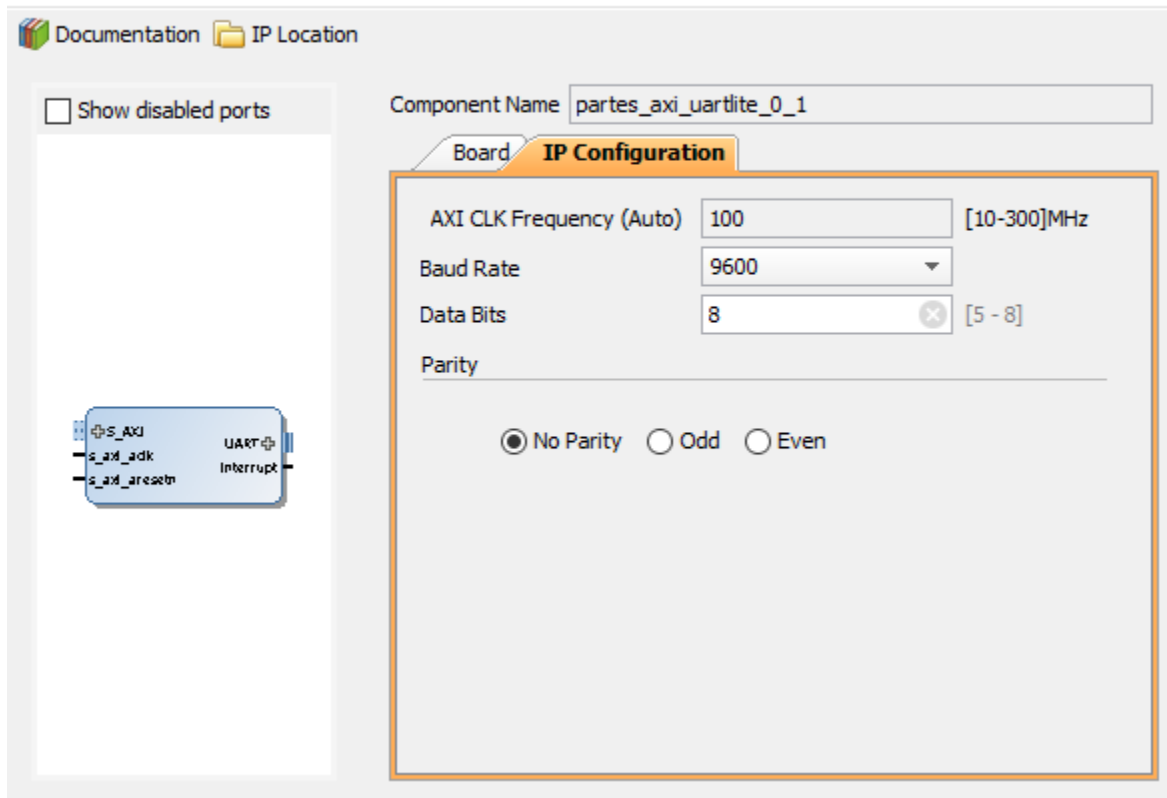 Documentation IP Location
Show disabled ports
Component Name partes_axi_uartlite_0_1
Board IP Configuration
AXI CLK Frequency (Auto) 100 [10-300]MHz
Baud Rate 9600
Data Bits 8 [5 - 8]
Parity
No Parity Odd Even
S_AXI
s_axi_aclk
s_axi_aresetn
UART
interrupt